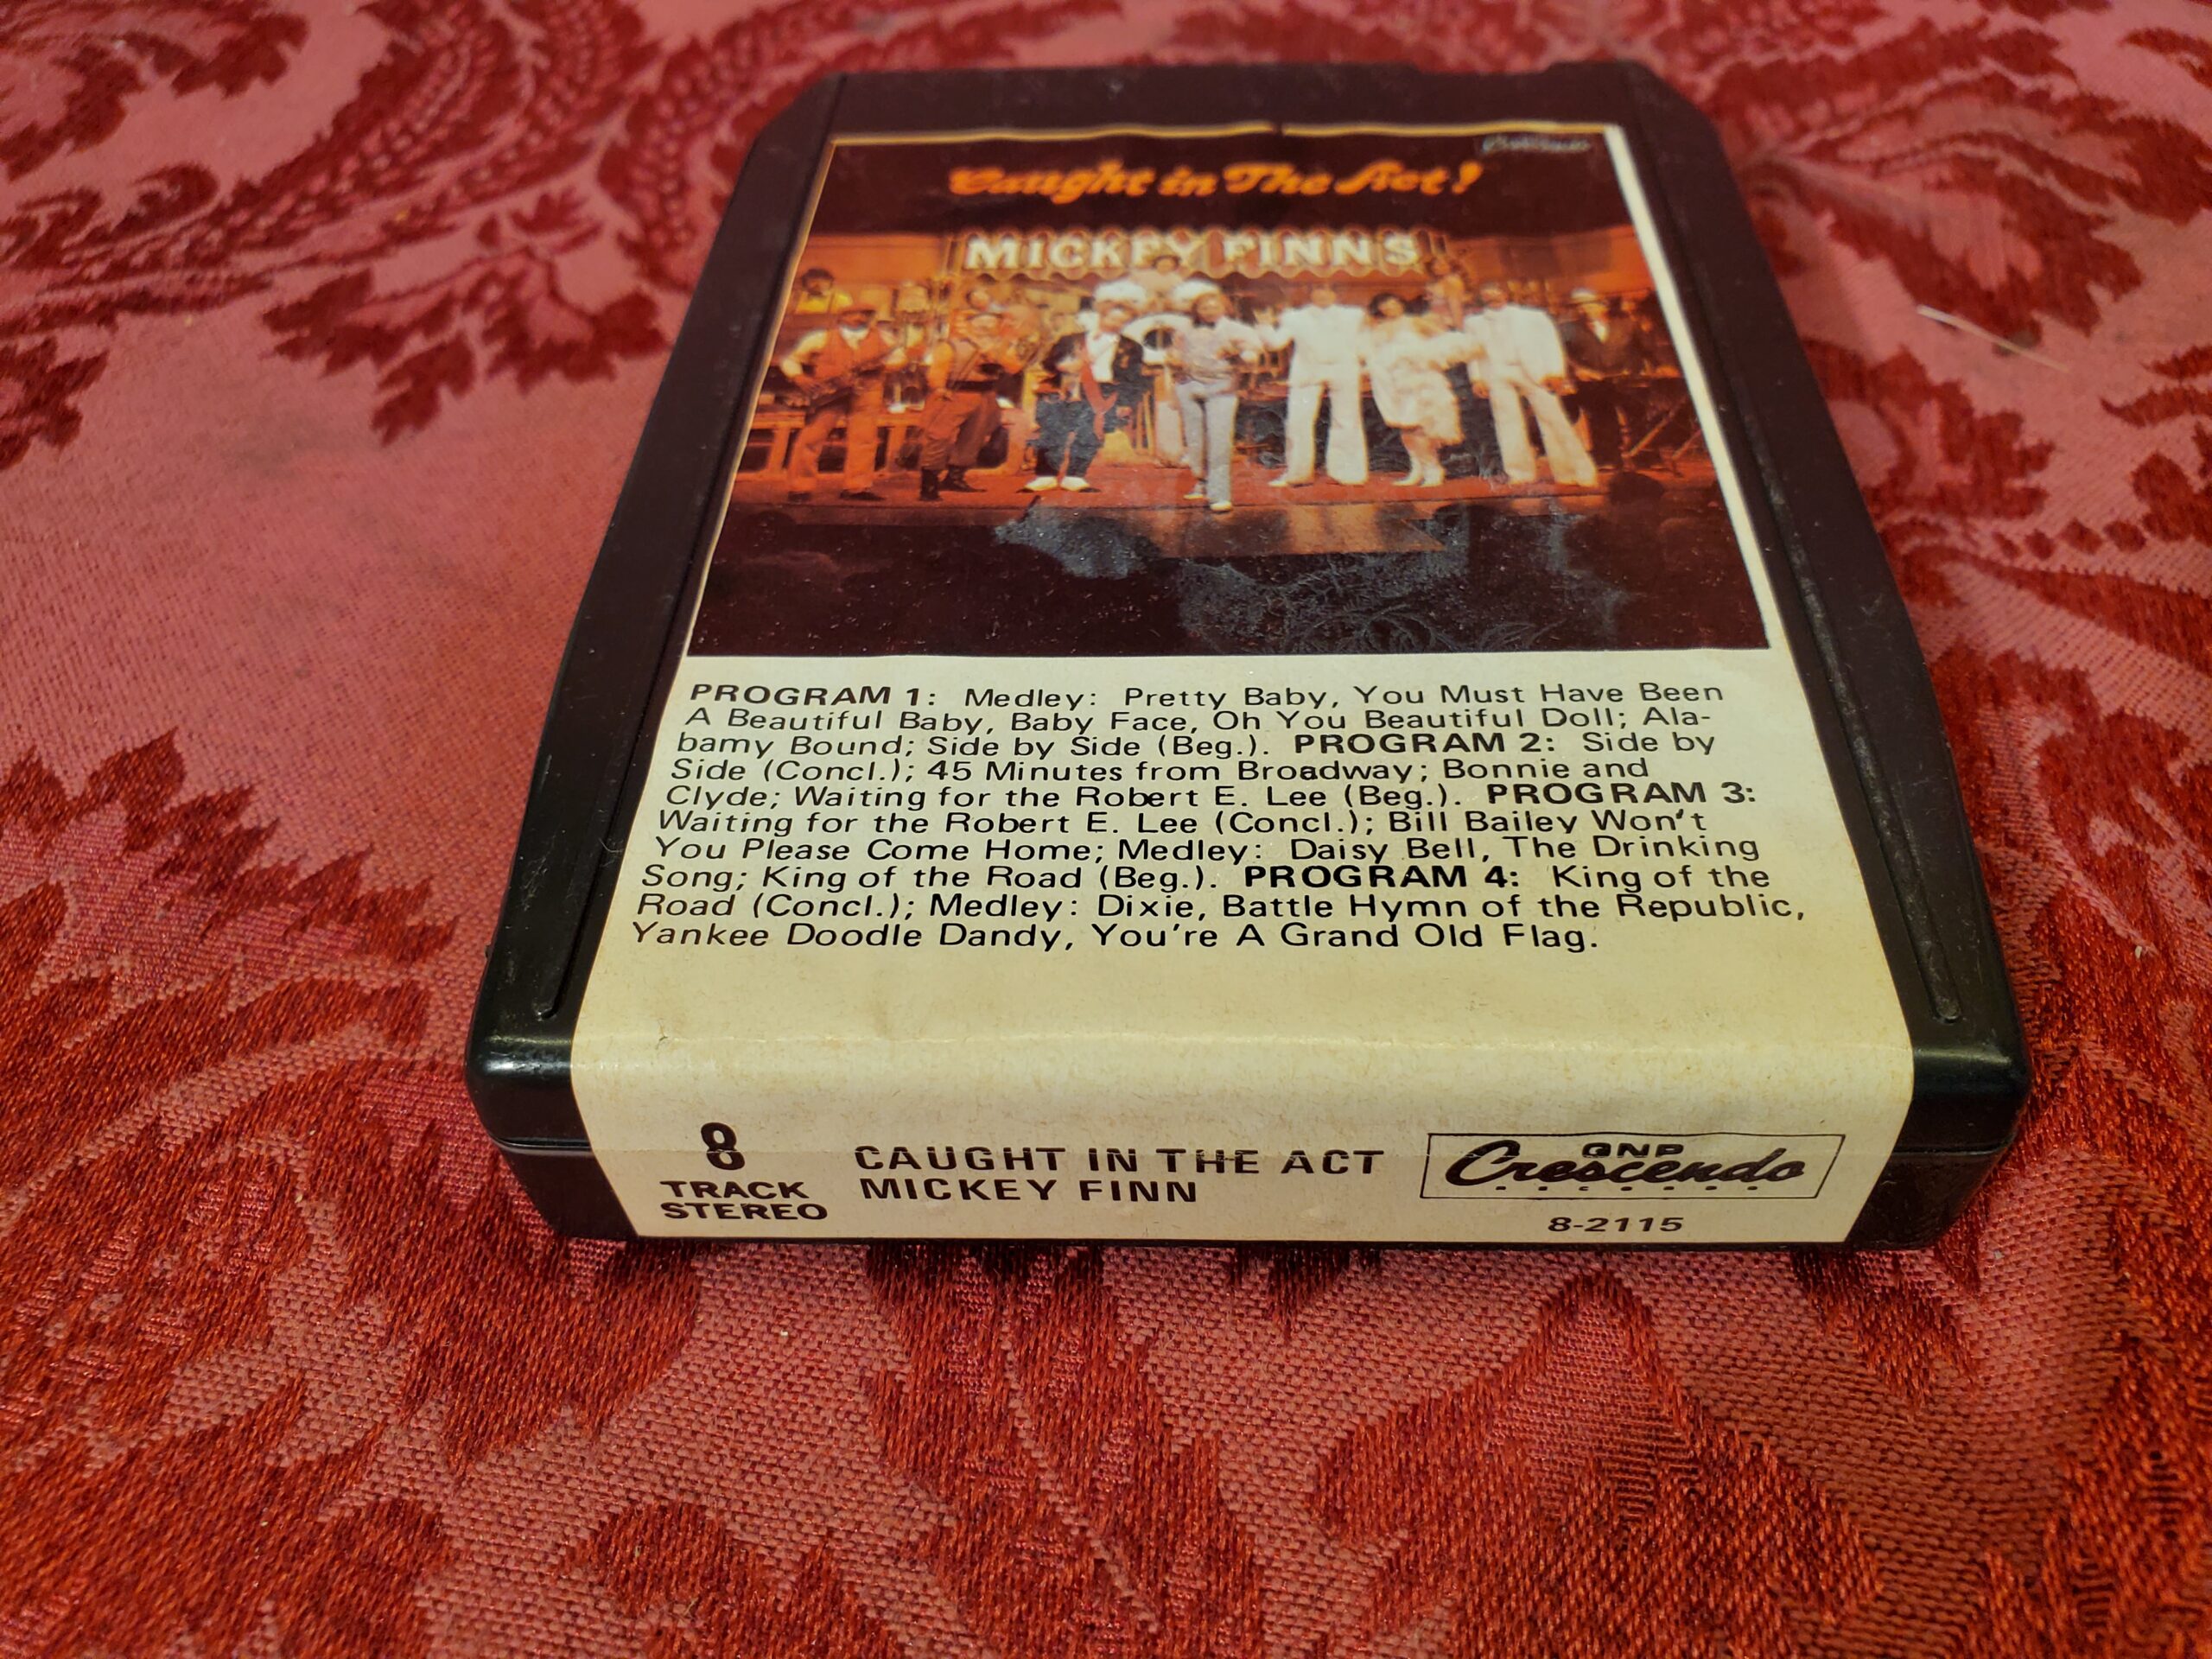 Crescendo
Caught in The Act!
MICKEY FINN'S
PROGRAM 1: Medley: Pretty Baby, You Must Have Been
A Beautiful Baby, Baby Face, Oh You Beautiful Doll; Ala-
bamy Bound; Side by Side (Beg.). PROGRAM 2: Side by
Side (Concl.); 45 Minutes from Broadway; Bonnie and
Clyde; Waiting for the Robert E. Lee (Beg.). PROGRAM 3:
Waiting for the Robert E. Lee (Concl.); Bill Bailey Won't
You Please Come Home; Medley: Daisy Bell, The Drinking
Song; King of the Road (Beg.). PROGRAM 4: King of the
Road (Concl.); Medley: Dixie, Battle Hymn of the Republic,
Yankee Doodle Dandy, You're A Grand Old Flag.
8
TRACK
STEREO
CAUGHT IN THE ACT
MICKEY FINN
GNP
Crescendo
RECORDS
8-2115